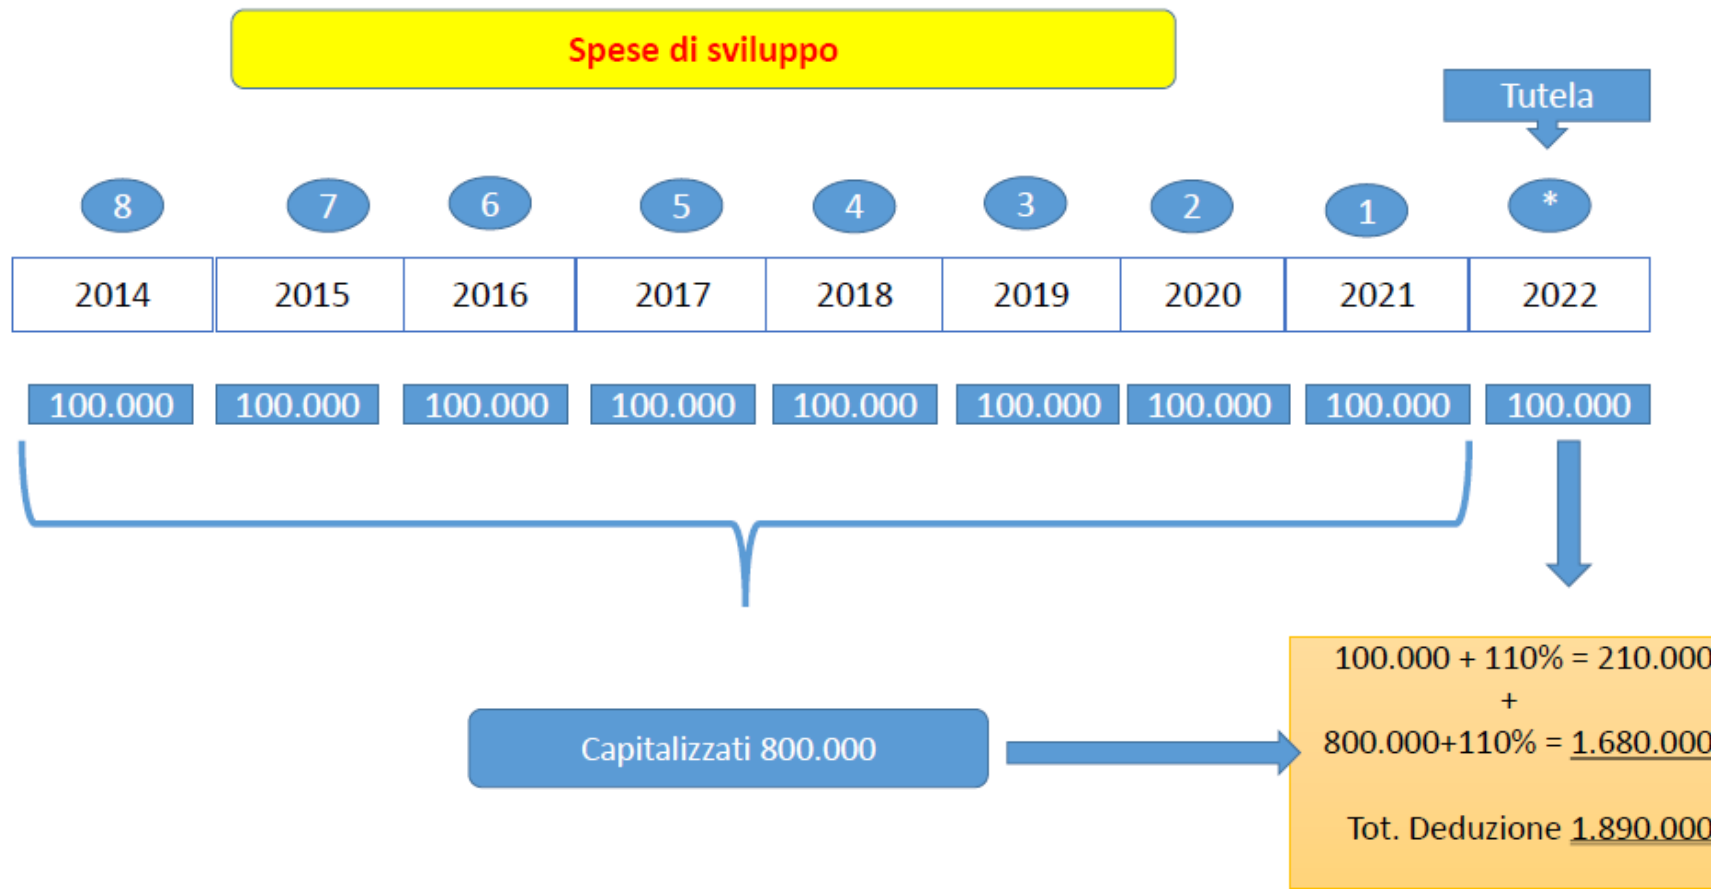 Spese di sviluppo
Tutela
8 7 6 5 4 3 2 1 *
2014 2015 2016 2017 2018 2019 2020 2021 2022
100.000 100.000 100.000 100.000 100.000 100.000 100.000 100.000 100.000
100.000 + 110% = 210.000
+
800.000+110% = 1.680.000
Capitalizzati 800.000
Tot. Deduzione 1.890.000